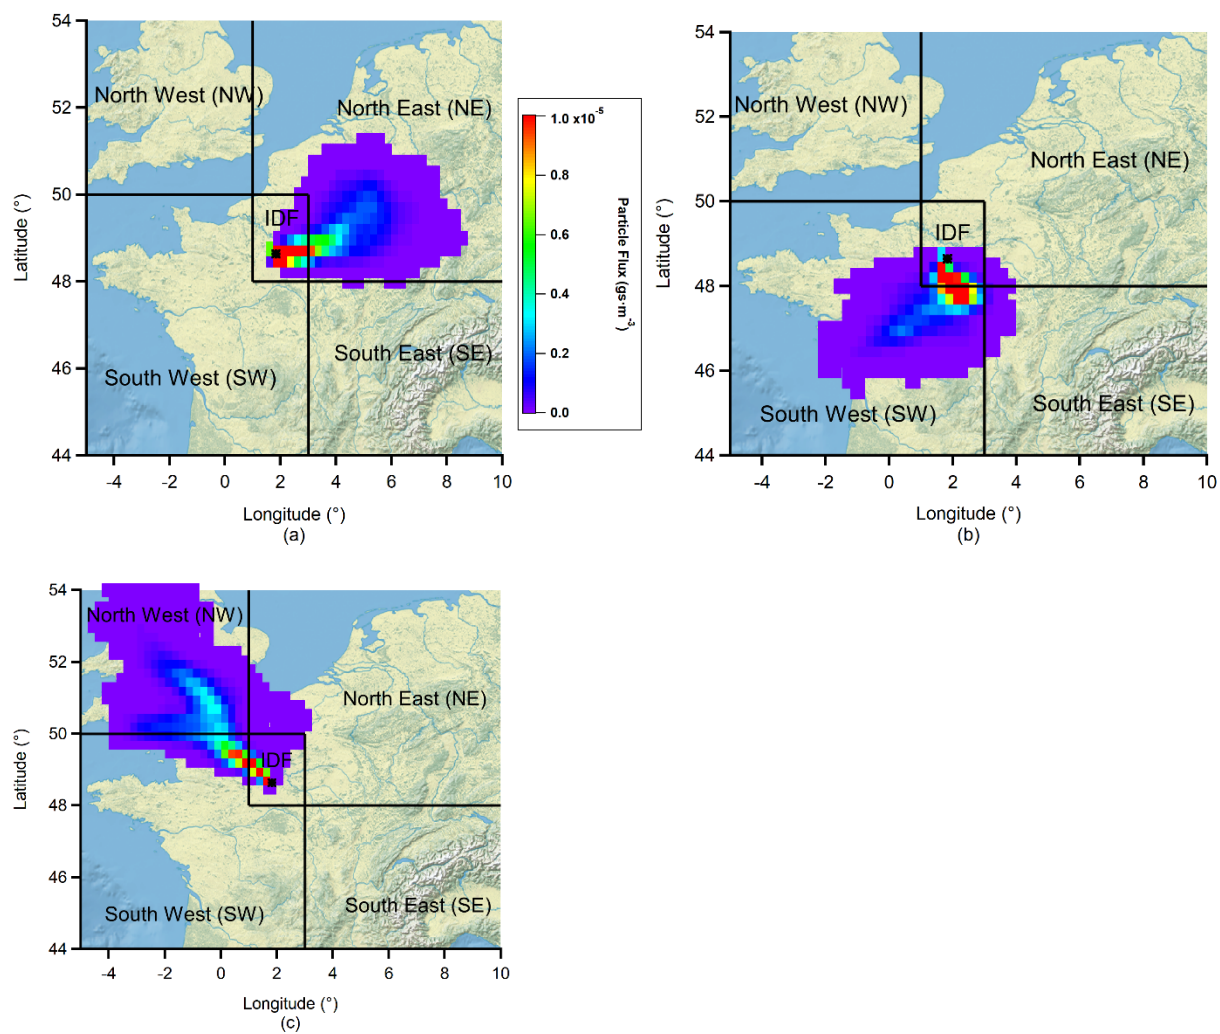 54
52
50
48
46
44
Latitude (°)
North West (NW)
North East (NE)
IDF
South East (SE)
South West (SW)
-4 -2 0 2 4 6 8 10
Longitude (°)
(a)
1.0 x10⁻⁵
0.8
0.6
0.4
0.2
0.0
Particle Flux (gs·m⁻³)
54
52
50
48
46
44
Latitude (°)
North West (NW)
North East (NE)
IDF
South East (SE)
South West (SW)
-4 -2 0 2 4 6 8 10
Longitude (°)
(b)
54
52
50
48
46
44
Latitude (°)
North West (NW)
North East (NE)
IDF
South East (SE)
South West (SW)
-4 -2 0 2 4 6 8 10
Longitude (°)
(c)